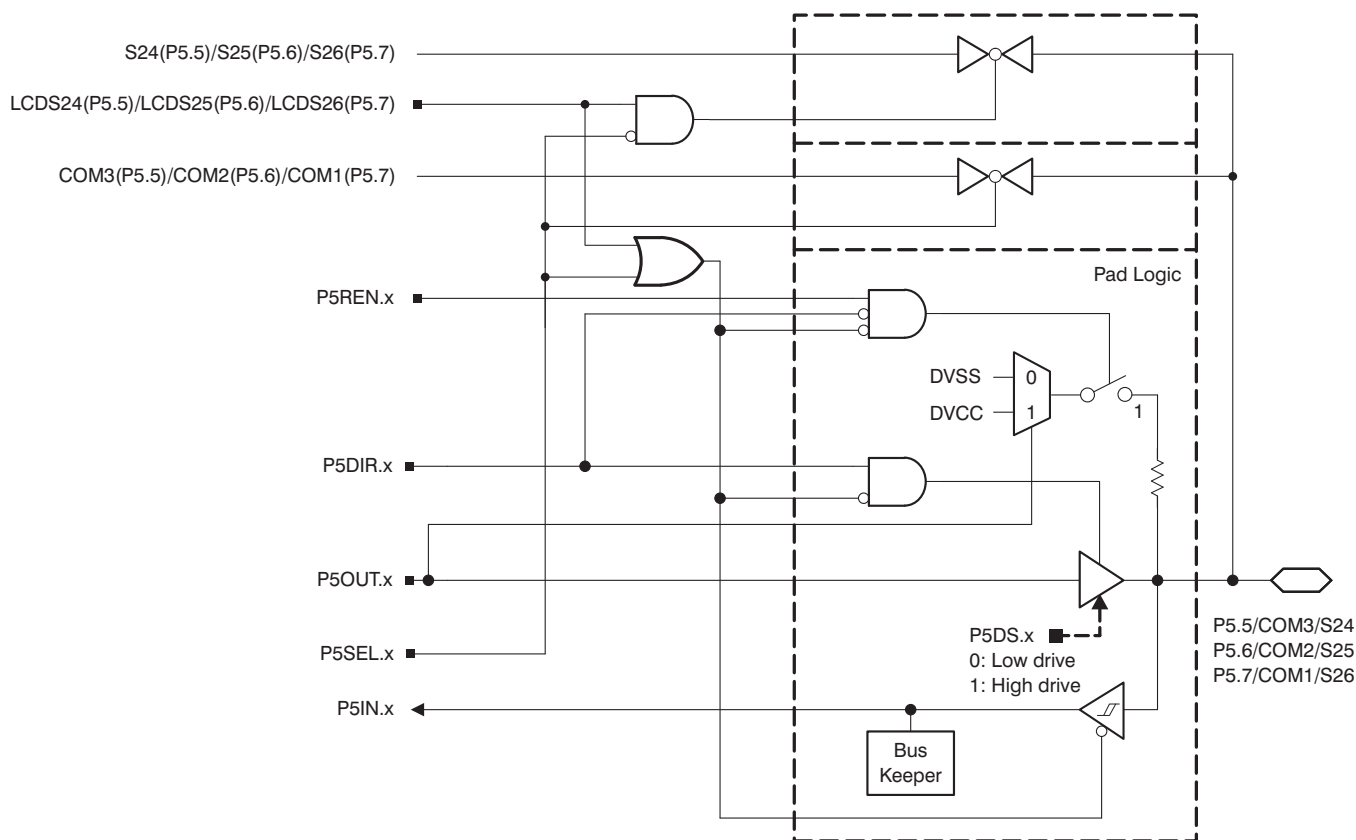 S24(P5.5)/S25(P5.6)/S26(P5.7)
LCDS24(P5.5)/LCDS25(P5.6)/LCDS26(P5.7)
COM3(P5.5)/COM2(P5.6)/COM1(P5.7)
Pad Logic
P5REN.x
DVSS
0
DVCC
1
1
P5DIR.x
P5OUT.x
P5DS.x
0: Low drive
1: High drive
P5.5/COM3/S24
P5.6/COM2/S25
P5.7/COM1/S26
P5SEL.x
P5IN.x
Bus
Keeper